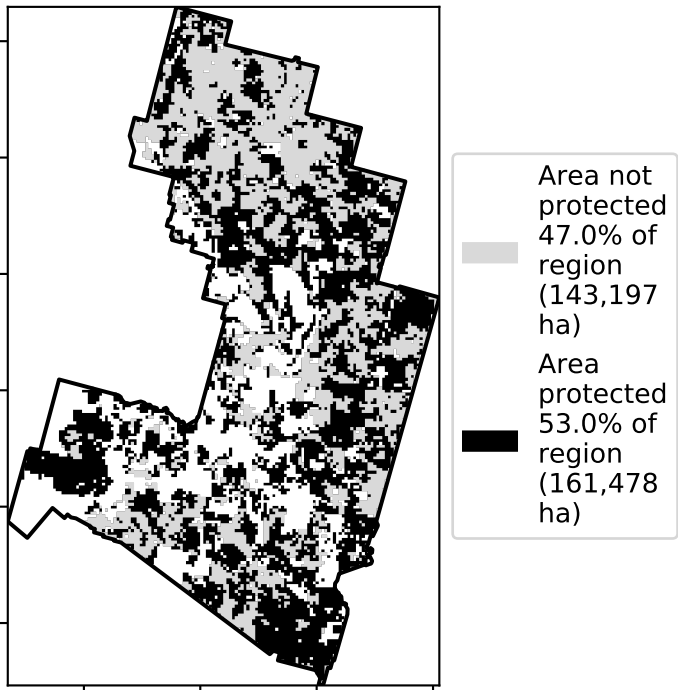 Area not
protected
47.0% of
region
(143,197
ha)
Area
protected
53.0% of
region
(161,478
ha)